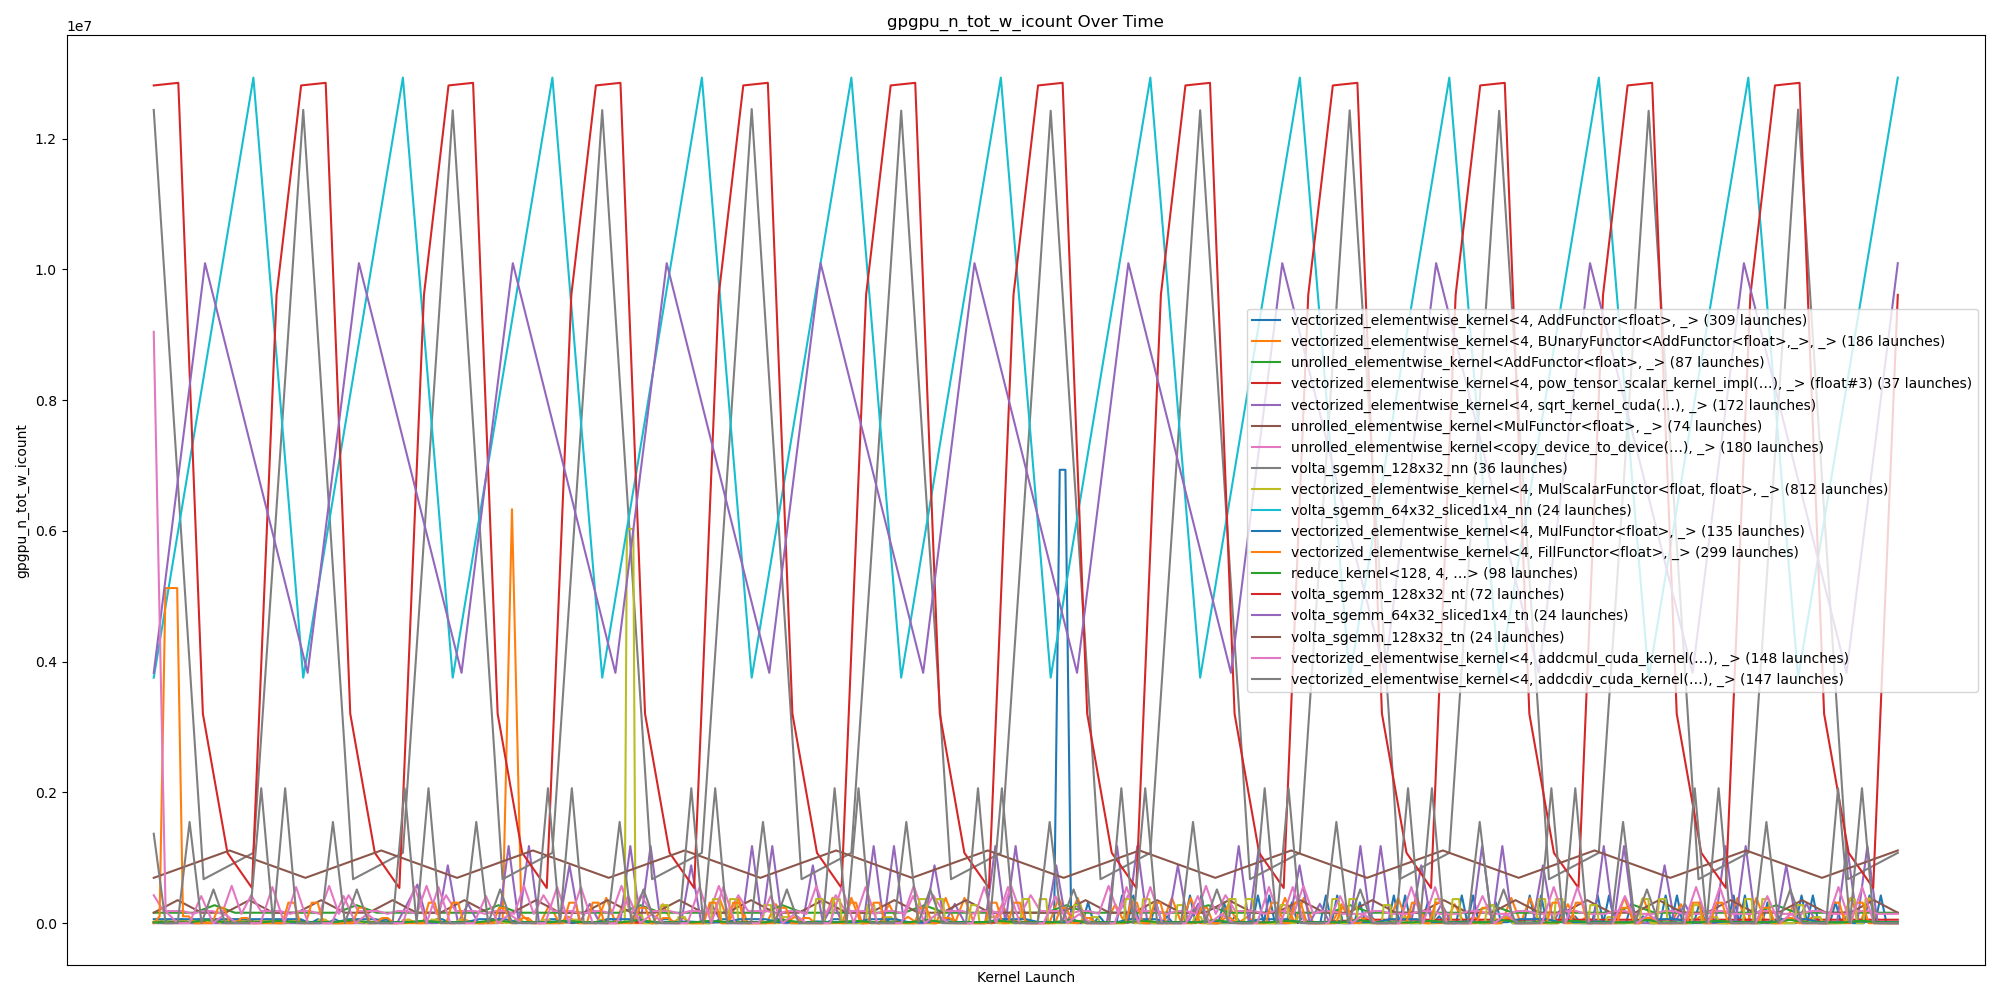 gpgpu_n_tot_w_icount Over Time
1e7
1.2
1.0
0.8
0.6
0.4
0.2
0.0
gpgpu_n_tot_w_icount
Kernel Launch
vectorized_elementwise_kernel<4, AddFunctor<float>, _> (309 launches)
vectorized_elementwise_kernel<4, BUnaryFunctor<AddFunctor<float>,_>, _> (186 launches)
unrolled_elementwise_kernel<AddFunctor<float>, _> (87 launches)
vectorized_elementwise_kernel<4, pow_tensor_scalar_kernel_impl(...), _> (float#3) (37 launches)
vectorized_elementwise_kernel<4, sqrt_kernel_cuda(...), _> (172 launches)
unrolled_elementwise_kernel<MulFunctor<float>, _> (74 launches)
unrolled_elementwise_kernel<copy_device_to_device(...), _> (180 launches)
volta_sgemm_128x32_nn (36 launches)
vectorized_elementwise_kernel<4, MulScalarFunctor<float, float>, _> (812 launches)
volta_sgemm_64x32_sliced1x4_nn (24 launches)
vectorized_elementwise_kernel<4, MulFunctor<float>, _> (135 launches)
vectorized_elementwise_kernel<4, FillFunctor<float>, _> (299 launches)
reduce_kernel<128, 4, ...> (98 launches)
volta_sgemm_128x32_nt (72 launches)
volta_sgemm_64x32_sliced1x4_tn (24 launches)
volta_sgemm_128x32_tn (24 launches)
vectorized_elementwise_kernel<4, addcmul_cuda_kernel(...), _> (148 launches)
vectorized_elementwise_kernel<4, addcdiv_cuda_kernel(...), _> (147 launches)